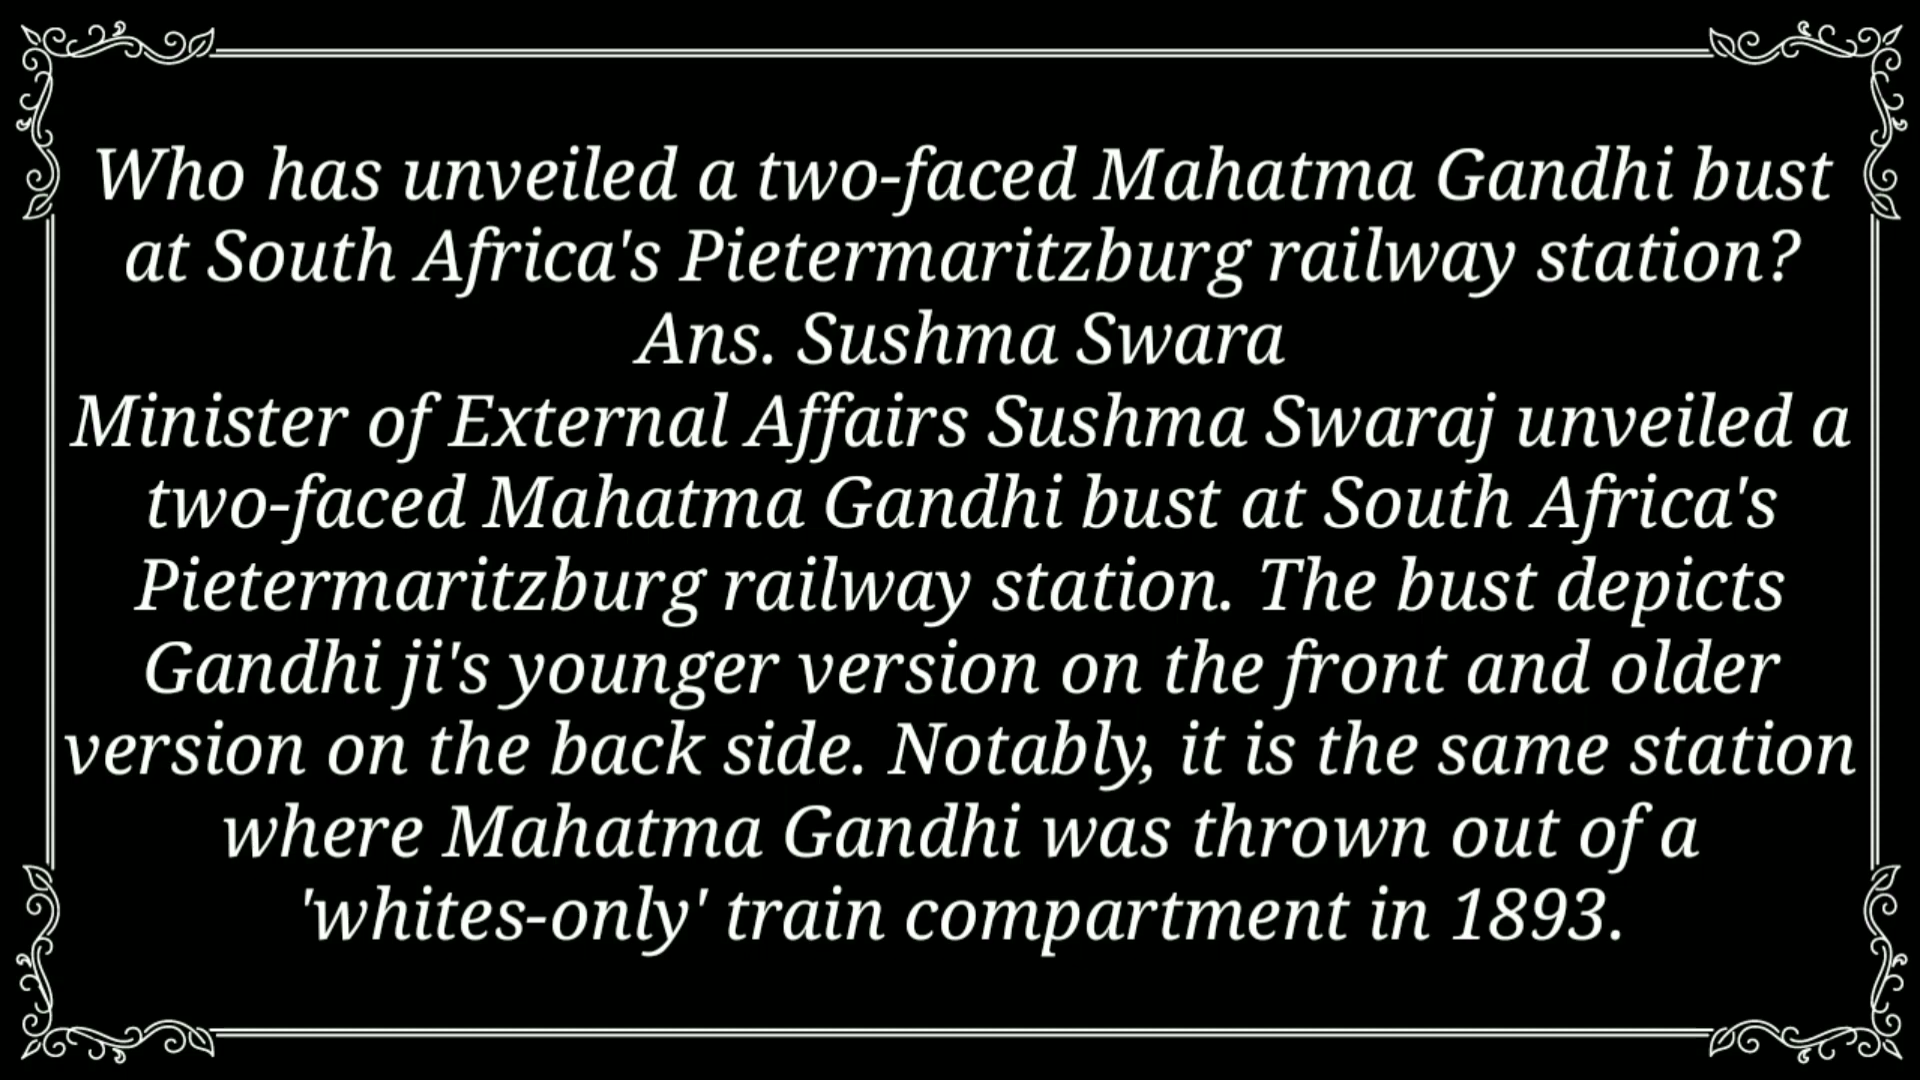 Who has unveiled a two-faced Mahatma Gandhi bust
at South Africa's Pietermaritzburg railway station?
Ans. Sushma Swara
Minister of External Affairs Sushma Swaraj unveiled a
two-faced Mahatma Gandhi bust at South Africa's
Pietermaritzburg railway station. The bust depicts
Gandhi ji's younger version on the front and older
version on the back side. Notably, it is the same station
where Mahatma Gandhi was thrown out of a
'whites-only' train compartment in 1893.